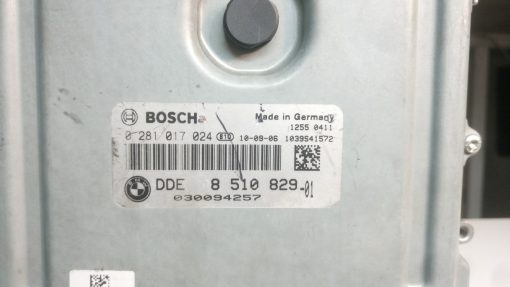 BOSCH Made in Germany
0 281 017 024 B10 10-09-06 1255 0411
1039S41572
DDE 8 510 829-01
030094257